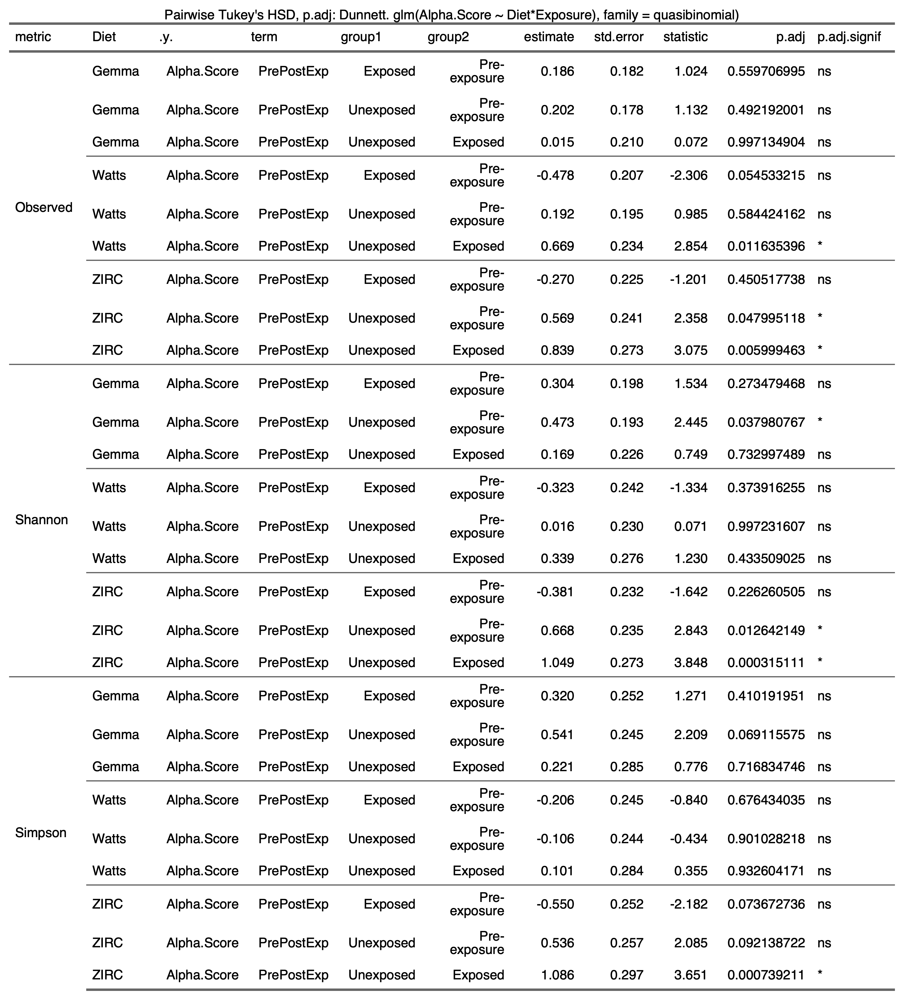 Pairwise Tukey's HSD, p.adj: Dunnett. glm(Alpha.Score ~ Diet*Exposure), family = quasibinomial)
metric Diet .y. term group1 group2 estimate std.error statistic p.adj p.adj.signif
Observed
Gemma Alpha.Score PrePostExp Exposed Pre-exposure 0.186 0.182 1.024 0.559706995 ns
Gemma Alpha.Score PrePostExp Unexposed Pre-exposure 0.202 0.178 1.132 0.492192001 ns
Gemma Alpha.Score PrePostExp Unexposed Exposed 0.015 0.210 0.072 0.997134904 ns
Watts Alpha.Score PrePostExp Exposed Pre-exposure -0.478 0.207 -2.306 0.054533215 ns
Watts Alpha.Score PrePostExp Unexposed Pre-exposure 0.192 0.195 0.985 0.584424162 ns
Watts Alpha.Score PrePostExp Unexposed Exposed 0.669 0.234 2.854 0.011635396 *
ZIRC Alpha.Score PrePostExp Exposed Pre-exposure -0.270 0.225 -1.201 0.450517738 ns
ZIRC Alpha.Score PrePostExp Unexposed Pre-exposure 0.569 0.241 2.358 0.047995118 *
ZIRC Alpha.Score PrePostExp Unexposed Exposed 0.839 0.273 3.075 0.005999463 *
Shannon
Gemma Alpha.Score PrePostExp Exposed Pre-exposure 0.304 0.198 1.534 0.273479468 ns
Gemma Alpha.Score PrePostExp Unexposed Pre-exposure 0.473 0.193 2.445 0.037980767 *
Gemma Alpha.Score PrePostExp Unexposed Exposed 0.169 0.226 0.749 0.732997489 ns
Watts Alpha.Score PrePostExp Exposed Pre-exposure -0.323 0.242 -1.334 0.373916255 ns
Watts Alpha.Score PrePostExp Unexposed Pre-exposure 0.016 0.230 0.071 0.997231607 ns
Watts Alpha.Score PrePostExp Unexposed Exposed 0.339 0.276 1.230 0.433509025 ns
ZIRC Alpha.Score PrePostExp Exposed Pre-exposure -0.381 0.232 -1.642 0.226260505 ns
ZIRC Alpha.Score PrePostExp Unexposed Pre-exposure 0.668 0.235 2.843 0.012642149 *
ZIRC Alpha.Score PrePostExp Unexposed Exposed 1.049 0.273 3.848 0.000315111 *
Simpson
Gemma Alpha.Score PrePostExp Exposed Pre-exposure 0.320 0.252 1.271 0.410191951 ns
Gemma Alpha.Score PrePostExp Unexposed Pre-exposure 0.541 0.245 2.209 0.069115575 ns
Gemma Alpha.Score PrePostExp Unexposed Exposed 0.221 0.285 0.776 0.716834746 ns
Watts Alpha.Score PrePostExp Exposed Pre-exposure -0.206 0.245 -0.840 0.676434035 ns
Watts Alpha.Score PrePostExp Unexposed Pre-exposure -0.106 0.244 -0.434 0.901028218 ns
Watts Alpha.Score PrePostExp Unexposed Exposed 0.101 0.284 0.355 0.932604171 ns
ZIRC Alpha.Score PrePostExp Exposed Pre-exposure -0.550 0.252 -2.182 0.073672736 ns
ZIRC Alpha.Score PrePostExp Unexposed Pre-exposure 0.536 0.257 2.085 0.092138722 ns
ZIRC Alpha.Score PrePostExp Unexposed Exposed 1.086 0.297 3.651 0.000739211 *